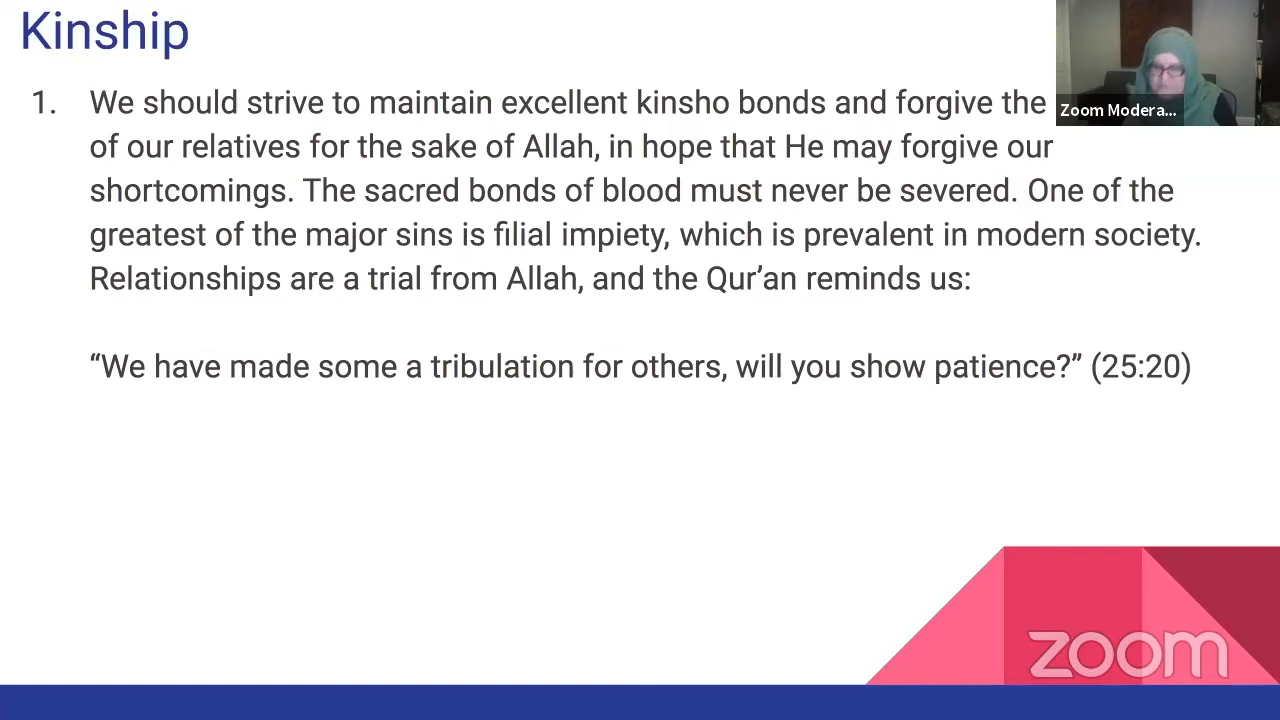 Kinship
1. We should strive to maintain excellent kinsho bonds and forgive the
of our relatives for the sake of Allah, in hope that He may forgive our
shortcomings. The sacred bonds of blood must never be severed. One of the
greatest of the major sins is filial impiety, which is prevalent in modern society.
Relationships are a trial from Allah, and the Qur’an reminds us:
“We have made some a tribulation for others, will you show patience?” (25:20)
Zoom Modera...
zoom